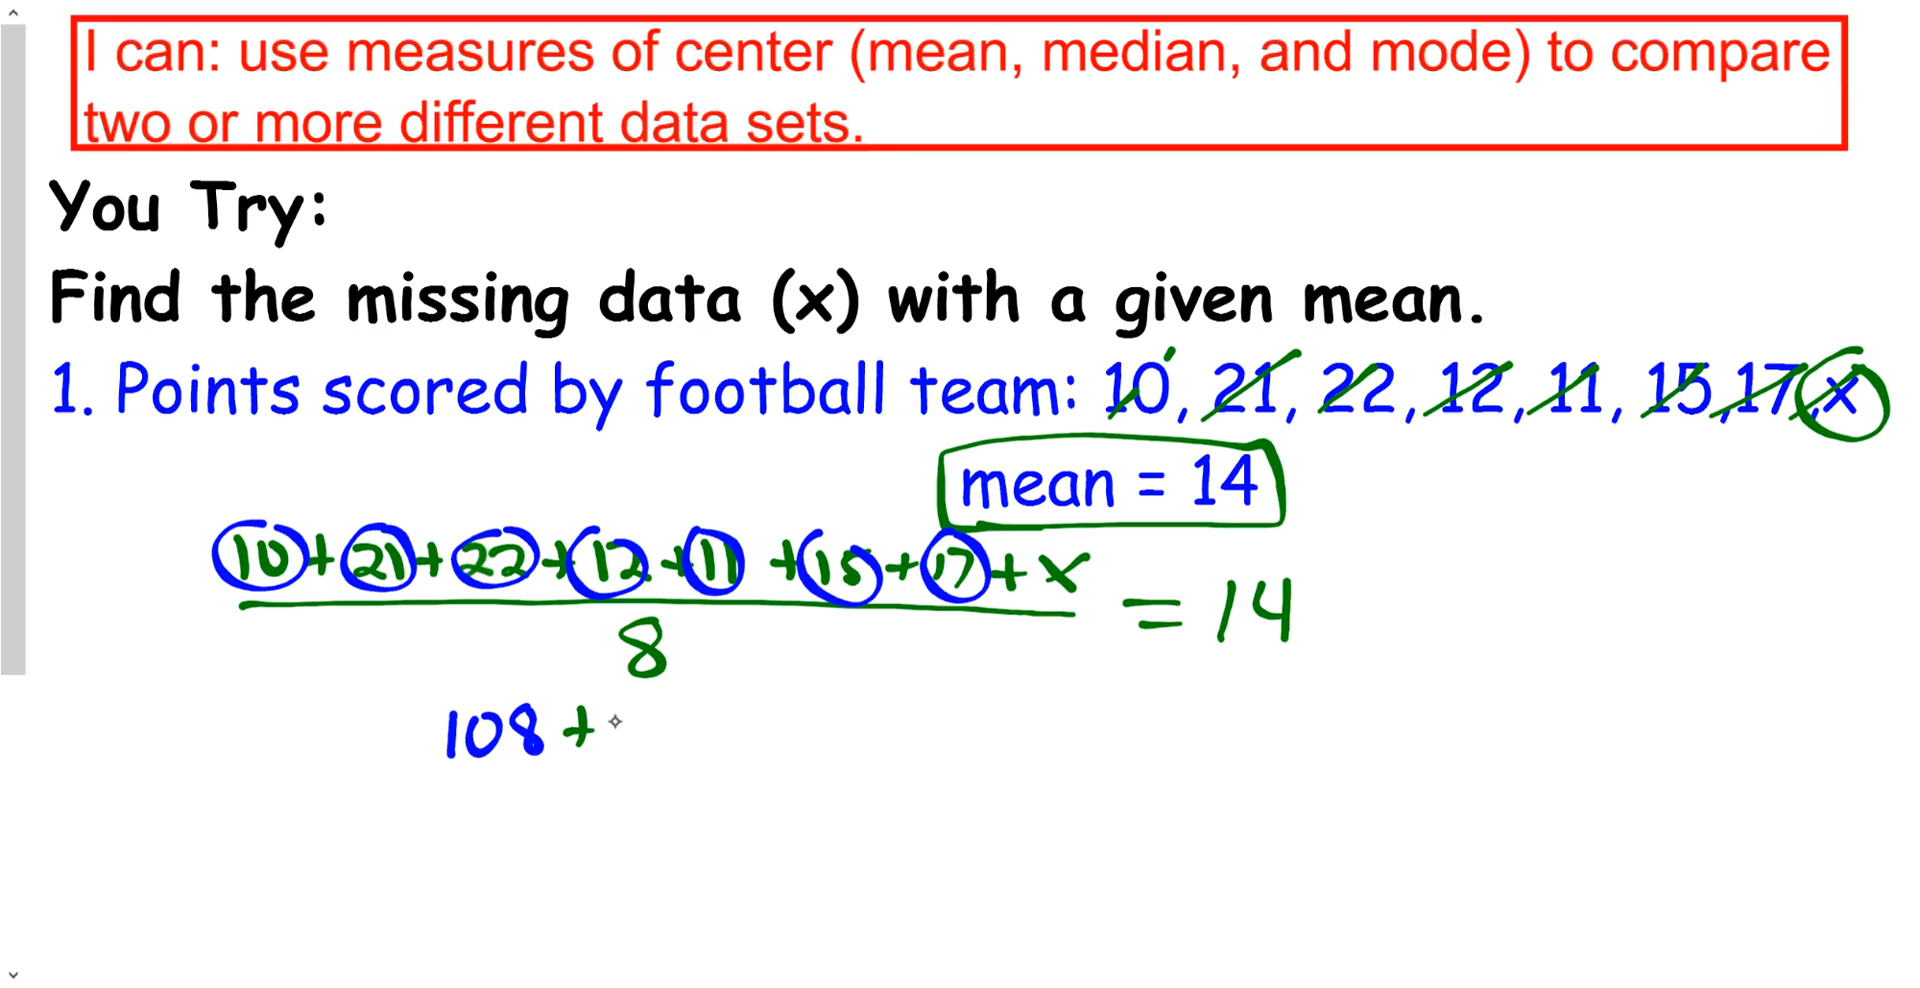 I can: use measures of center (mean, median, and mode) to compare
two or more different data sets.
You Try:
Find the missing data (x) with a given mean.
1. Points scored by football team: 10, 21, 22, 12, 11, 15, 17, x
mean = 14
10 + 21 + 22 + 12 + 11 + 15 + 17 + x
= 14
8
108 +